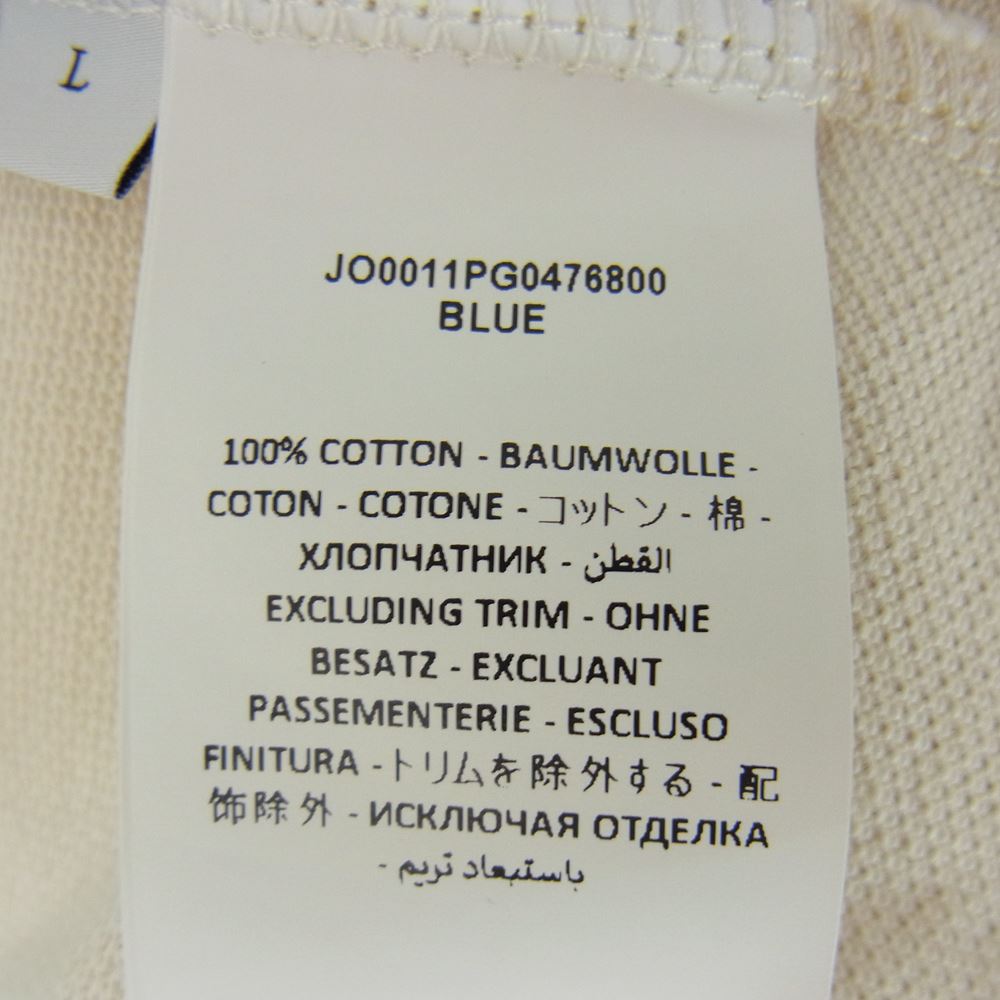 L
JO0011PG0476800
BLUE
100% COTTON - BAUMWOLLE -
COTON - COTONE - コットン - 棉 -
ХЛОПЧАТНИК - القطن
EXCLUDING TRIM - OHNE
BESATZ - EXCLUANT
PASSEMENTERIE - ESCLUSO
FINITURA - トリムを除外する - 配
饰除外 - ИСКЛЮЧАЯ ОТДЕЛКА
باستبعاد تريم -